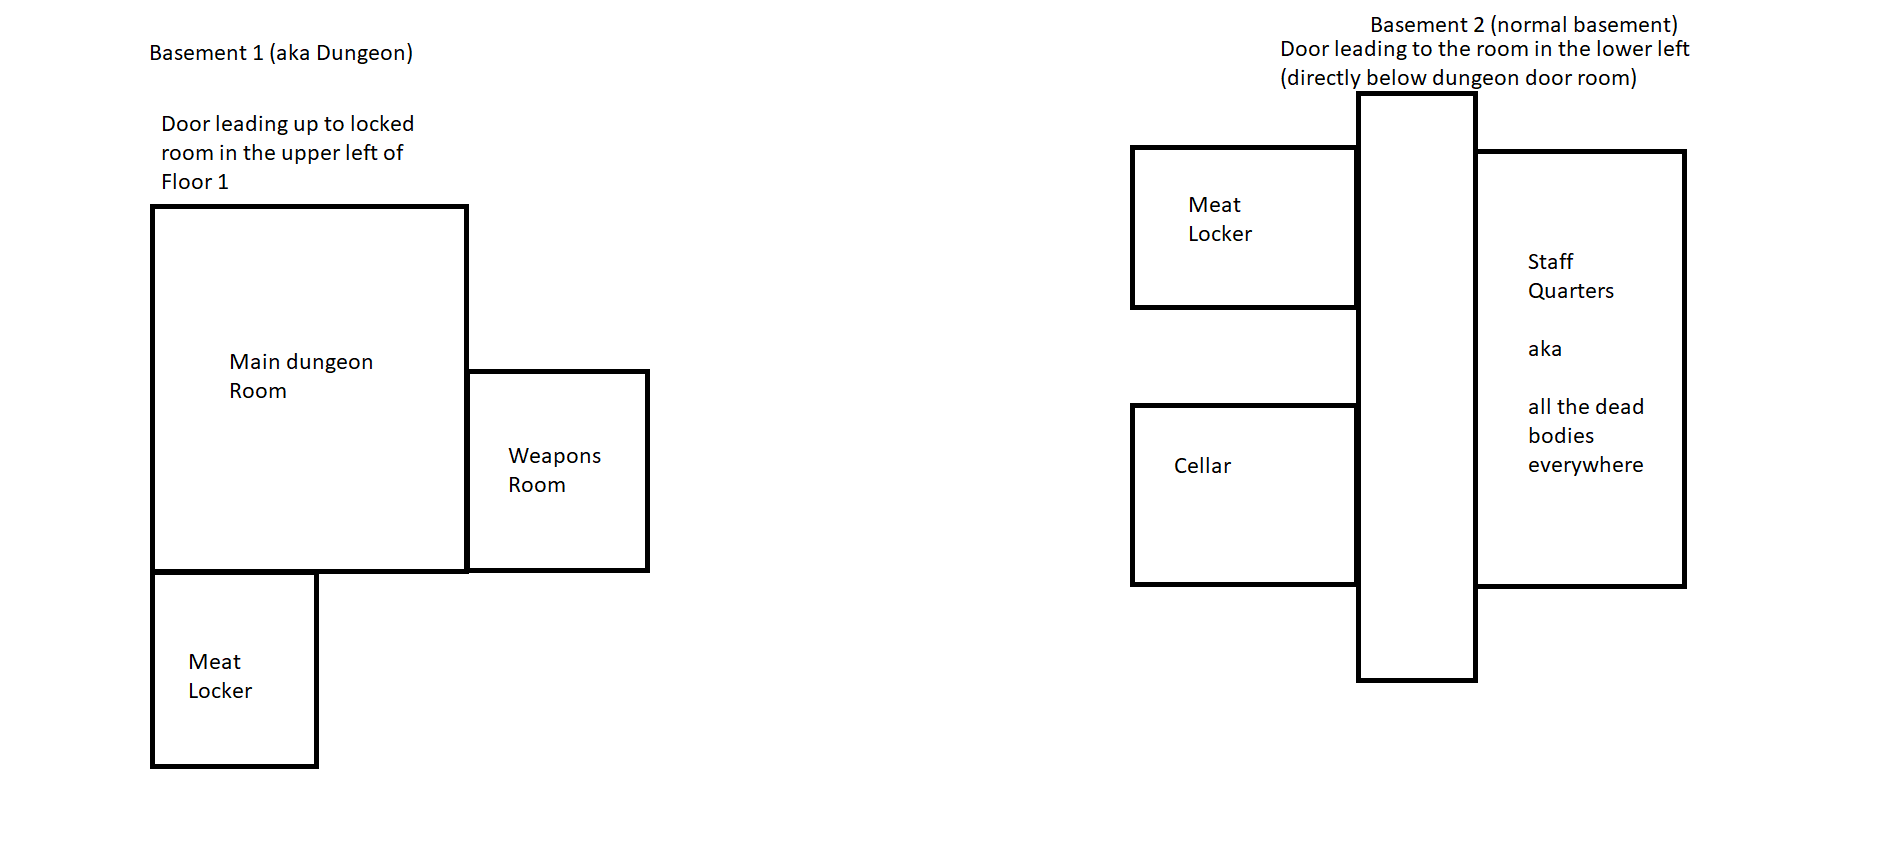 Basement 1 (aka Dungeon)
Door leading up to locked
room in the upper left of
Floor 1
Main dungeon
Room
Weapons
Room
Meat
Locker
Basement 2 (normal basement)
Door leading to the room in the lower left
(directly below dungeon door room)
Meat
Locker
Cellar
Staff
Quarters
aka
all the dead
bodies
everywhere